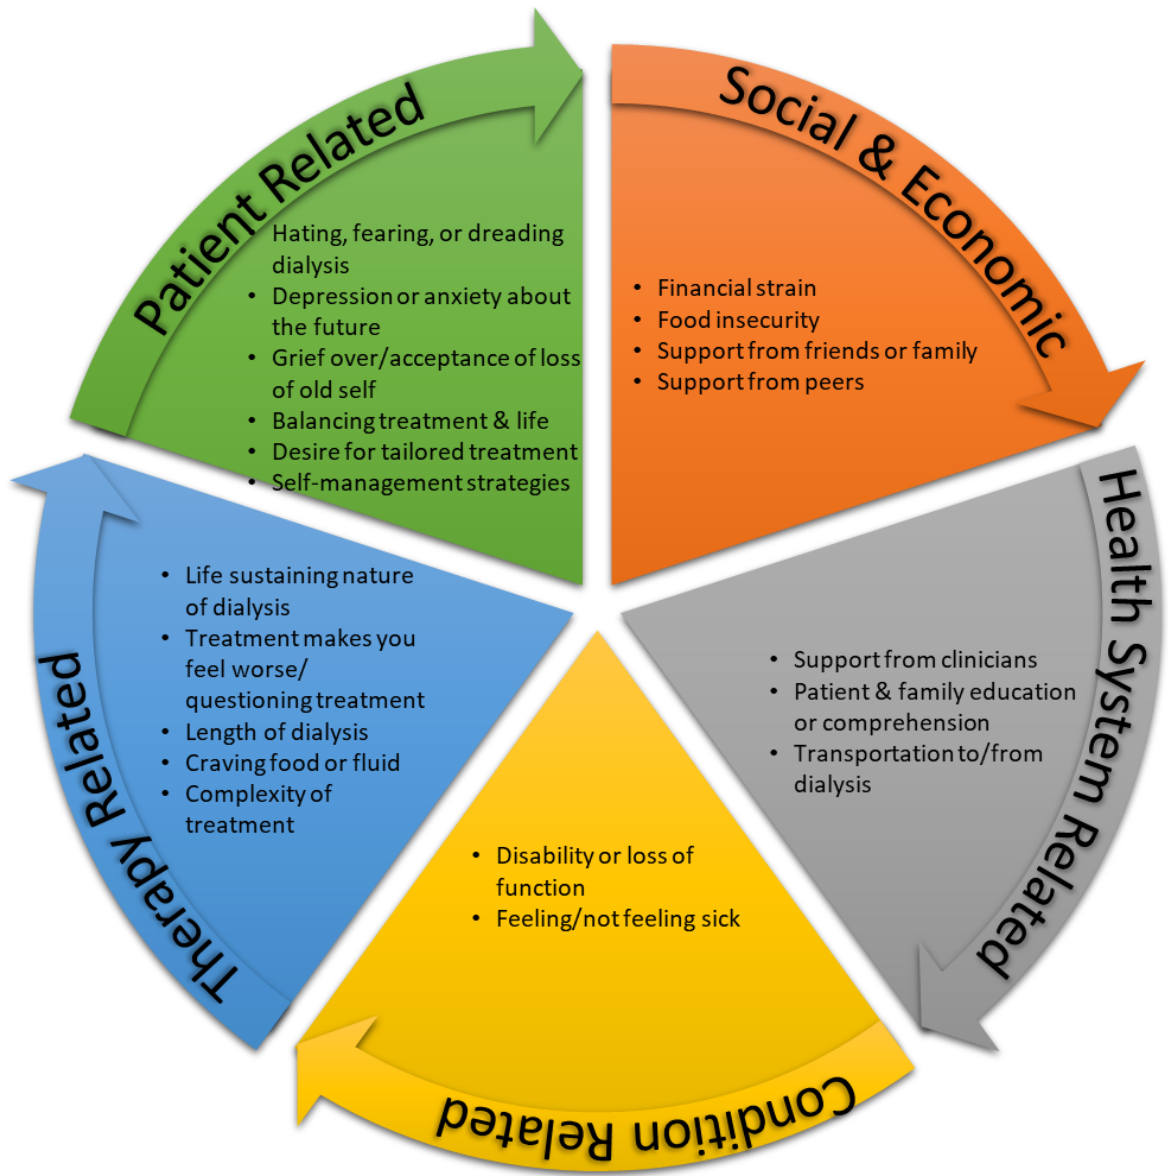 Patient Related
Hating, fearing, or dreading
dialysis
• Depression or anxiety about
the future
• Grief over/acceptance of loss
of old self
• Balancing treatment & life
• Desire for tailored treatment
• Self-management strategies
Social & Economic
• Financial strain
• Food insecurity
• Support from friends or family
• Support from peers
Health System Related
• Support from clinicians
• Patient & family education
or comprehension
• Transportation to/from
dialysis
Condition Related
• Disability or loss of
function
• Feeling/not feeling sick
Therapy Related
• Life sustaining nature
of dialysis
• Treatment makes you
feel worse/
questioning treatment
• Length of dialysis
• Craving food or fluid
• Complexity of
treatment